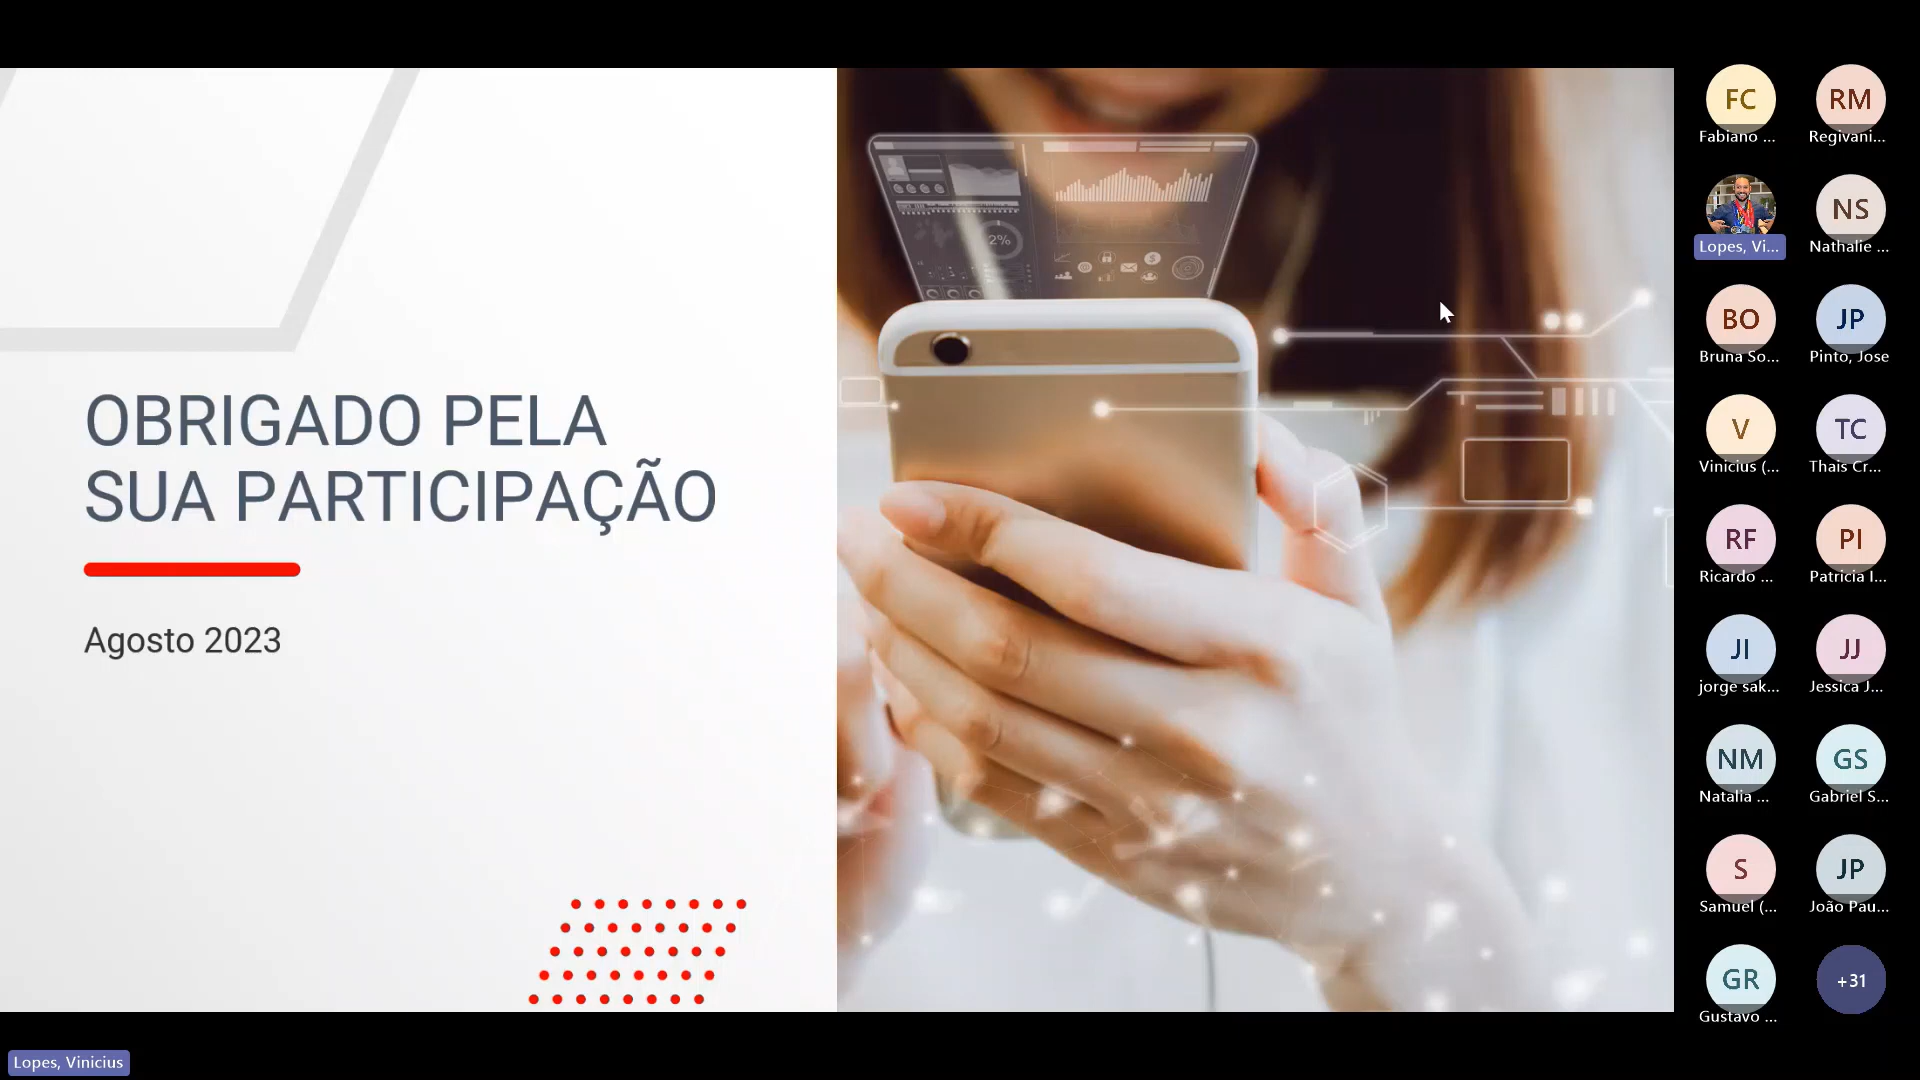 OBRIGADO PELA
SUA PARTICIPAÇÃO
Agosto 2023
2%
FC
Fabiano ...
RM
Regivani...
Lopes, Vi...
NS
Nathalie ...
BO
Bruna So...
JP
Pinto, Jose
V
Vinicius (...
TC
Thais Cr...
RF
Ricardo ...
PI
Patricia I...
JI
jorge sak...
JJ
Jessica J...
NM
Natalia ...
GS
Gabriel S...
S
Samuel (...
JP
João Pau...
GR
Gustavo ...
+31
Lopes, Vinicius